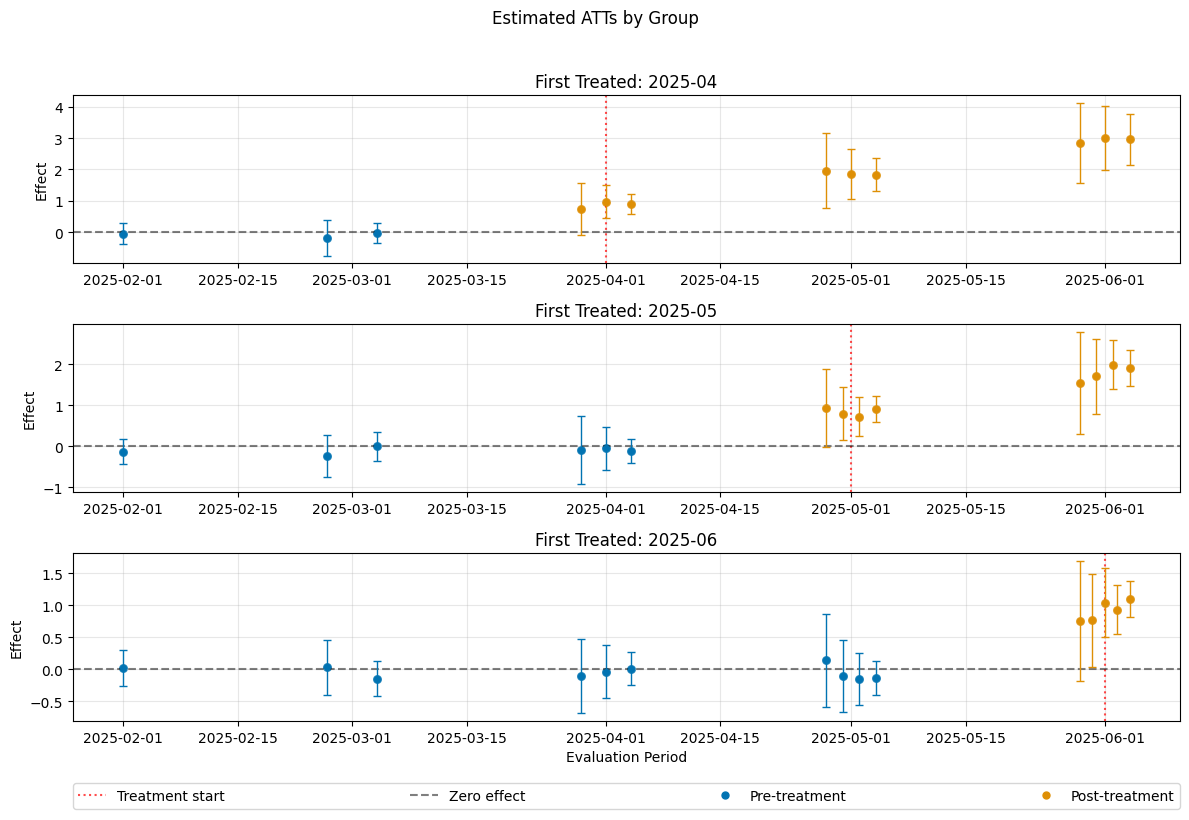 Estimated ATTs by Group
First Treated: 2025-04
Effect
4
3
2
1
0
2025-02-01 2025-02-15 2025-03-01 2025-03-15 2025-04-01 2025-04-15 2025-05-01 2025-05-15 2025-06-01
First Treated: 2025-05
Effect
2
1
0
−1
2025-02-01 2025-02-15 2025-03-01 2025-03-15 2025-04-01 2025-04-15 2025-05-01 2025-05-15 2025-06-01
First Treated: 2025-06
Effect
1.5
1.0
0.5
0.0
−0.5
2025-02-01 2025-02-15 2025-03-01 2025-03-15 2025-04-01 2025-04-15 2025-05-01 2025-05-15 2025-06-01
Evaluation Period
Treatment start Zero effect Pre-treatment Post-treatment